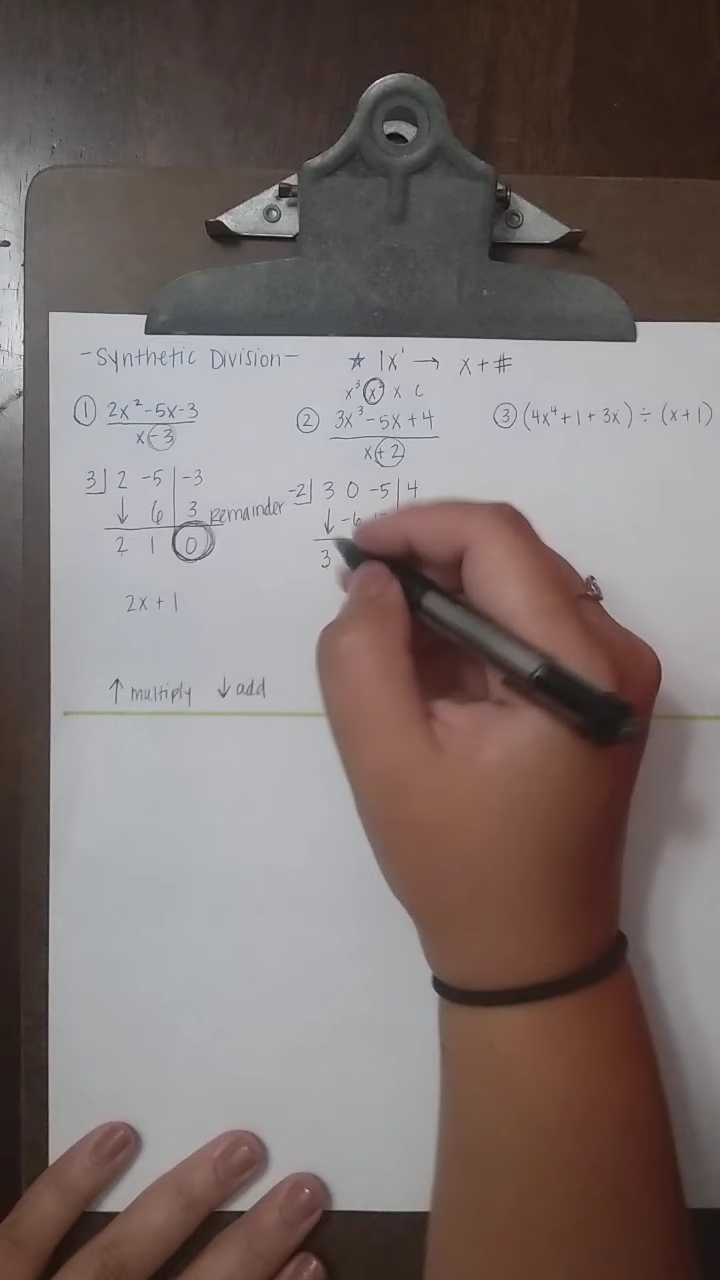 -Synthetic Division-
★ 1x¹ → x + #
x³ x² x c
① 2x² -5x -3
x -3
② 3x³ -5x +4
x +2
③ (4x⁴ + 1 + 3x) ÷ (x + 1)
3 2 -5 -3
↓ 6 3 Remainder
2 1 0
-2 3 0 -5 4
↓ -6
3
2x + 1
↑ multiply ↓ add